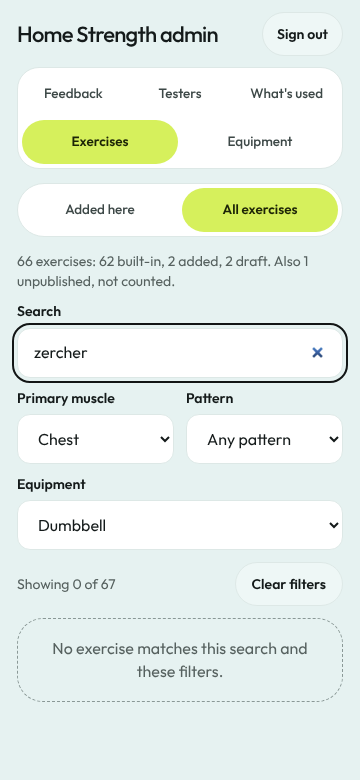 Home Strength admin
Sign out
Feedback
Testers
What's used
Exercises
Equipment
Added here
All exercises
66 exercises: 62 built-in, 2 added, 2 draft. Also 1
unpublished, not counted.
Search
zercher
Primary muscle
Pattern
Chest
Any pattern
Equipment
Dumbbell
Showing 0 of 67
Clear filters
No exercise matches this search and
these filters.